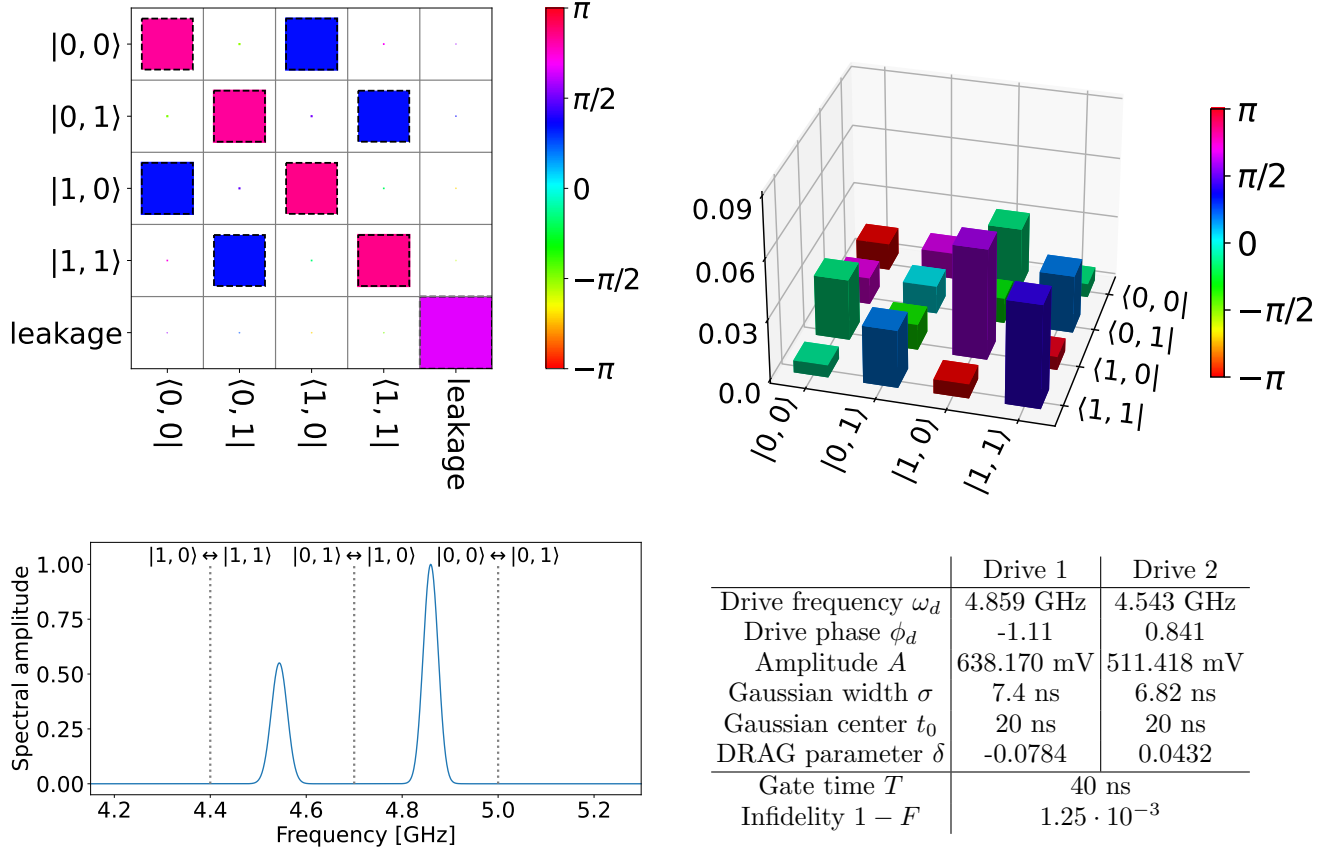 |0, 0⟩
|0, 1⟩
|1, 0⟩
|1, 1⟩
leakage
⟨0, 0|
⟨0, 1|
⟨1, 0|
⟨1, 1|
leakage
π
π/2
0
−π/2
−π
0.09
0.06
0.03
0.0
|0, 0⟩
|0, 1⟩
|1, 0⟩
|1, 1⟩
⟨0, 0|
⟨0, 1|
⟨1, 0|
⟨1, 1|
π
π/2
0
−π/2
−π
|1, 0⟩ ↔ |1, 1⟩ |0, 1⟩ ↔ |1, 0⟩ |0, 0⟩ ↔ |0, 1⟩
Spectral amplitude
1.00
0.75
0.50
0.25
0.00
4.2 4.4 4.6 4.8 5.0 5.2
Frequency [GHz]
Drive 1 Drive 2
Drive frequency ω_d 4.859 GHz 4.543 GHz
Drive phase ϕ_d -1.11 0.841
Amplitude A 638.170 mV 511.418 mV
Gaussian width σ 7.4 ns 6.82 ns
Gaussian center t_0 20 ns 20 ns
DRAG parameter δ -0.0784 0.0432
Gate time T 40 ns
Infidelity 1 − F 1.25 · 10⁻³